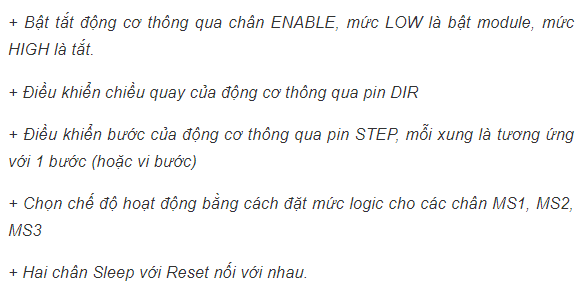 + Bật tắt động cơ thông qua chân ENABLE, mức LOW là bật module, mức
HIGH là tắt.
+ Điều khiển chiều quay của động cơ thông qua pin DIR
+ Điều khiển bước của động cơ thông qua pin STEP, mỗi xung là tương ứng
với 1 bước (hoặc vi bước)
+ Chọn chế độ hoạt động bằng cách đặt mức logic cho các chân MS1, MS2,
MS3
+ Hai chân Sleep với Reset nối với nhau.